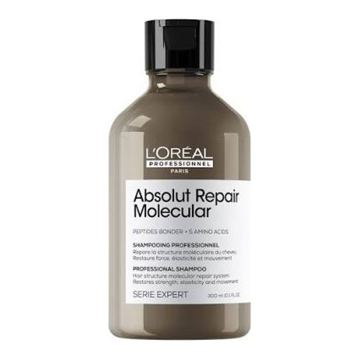 L'ORÉAL
PROFESSIONNEL
PARIS
Absolut Repair
Molecular
PEPTIDES BONDER + 5 AMINO ACIDS
SHAMPOOING PROFESSIONNEL
Répare la structure moléculaire du cheveu
Restaure force, élasticité et mouvement
PROFESSIONAL SHAMPOO
Hair structure molecular repair system
Restores strength, elasticity and movement
SERIE EXPERT 300 ml 10.1 FL.OZ